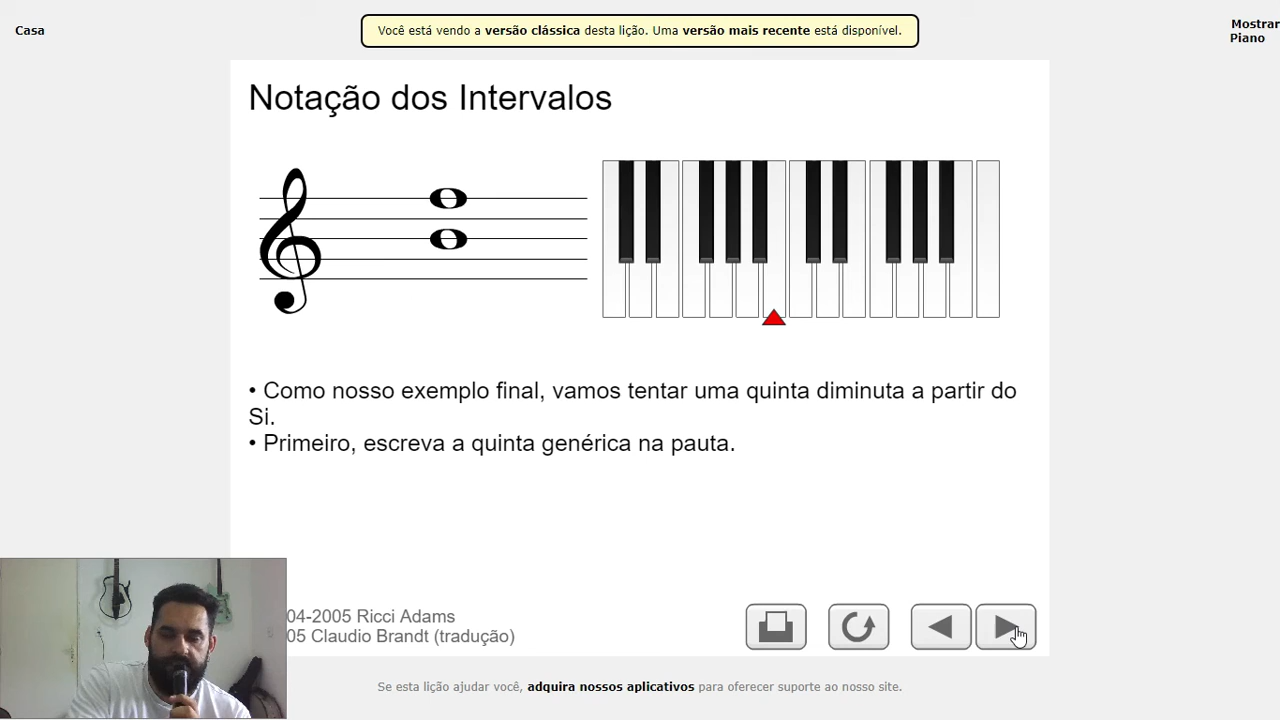 Casa
Você está vendo a versão clássica desta lição. Uma versão mais recente está disponível.
Mostrar
Piano
Notação dos Intervalos
• Como nosso exemplo final, vamos tentar uma quinta diminuta a partir do
Si.
• Primeiro, escreva a quinta genérica na pauta.
04-2005 Ricci Adams
05 Claudio Brandt (tradução)
Se esta lição ajudar você, adquira nossos aplicativos para oferecer suporte ao nosso site.